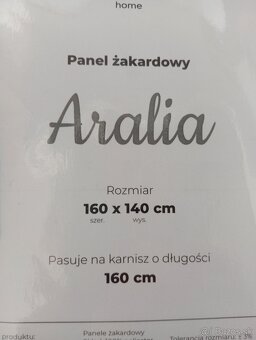 home
Panel żakardowy
Aralia
Rozmiar
160 x 140 cm
szer. wys.
Pasuje na karnisz o długości
160 cm
produktu: Panele żakardowe Tolerancja rozmiaru: ± 3%